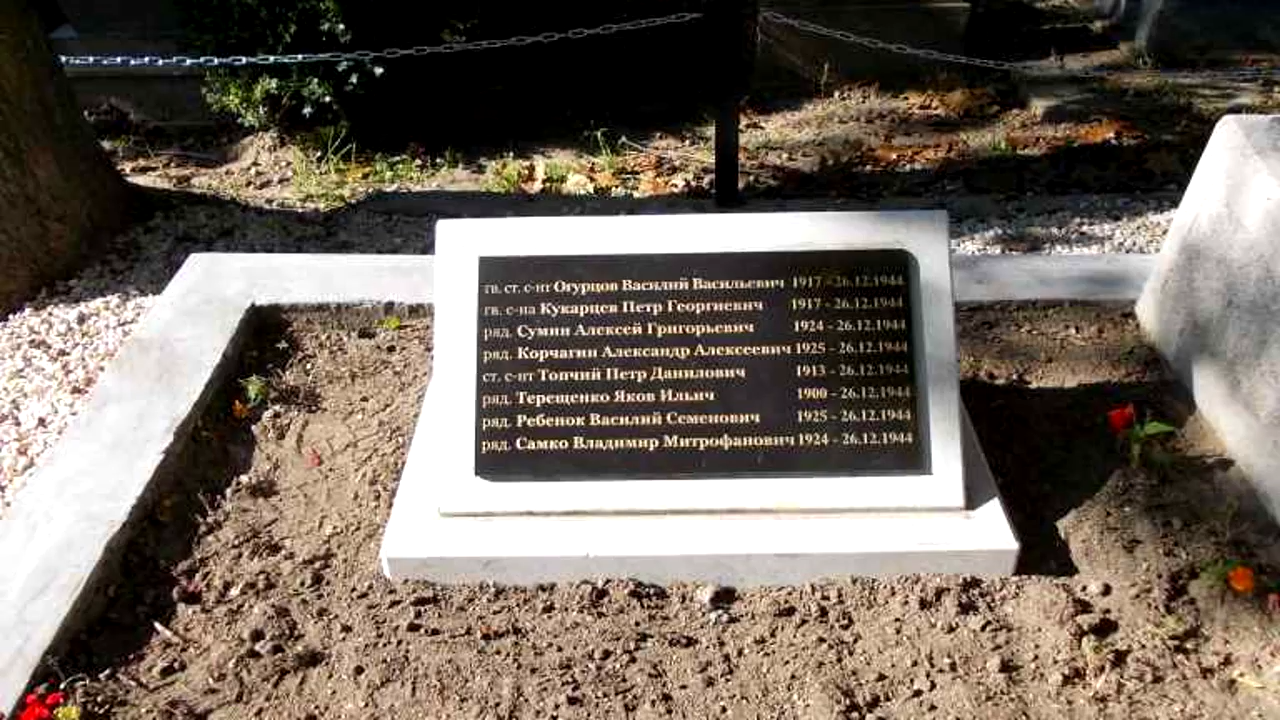 гв. ст. с-нт Огурцов Василий Васильевич 1917 - 26.12.1944
гв. с-на Кукарцев Петр Георгиевич 1917 - 26.12.1944
ряд. Сумин Алексей Григорьевич 1924 - 26.12.1944
ряд. Корчагин Александр Алексеевич 1925 - 26.12.1944
ст. с-нт Топчий Петр Данилович 1913 - 26.12.1944
ряд. Терещенко Яков Ильич 1900 - 26.12.1944
ряд. Ребенок Василий Семенович 1925 - 26.12.1944
ряд. Самко Владимир Митрофанович 1924 - 26.12.1944